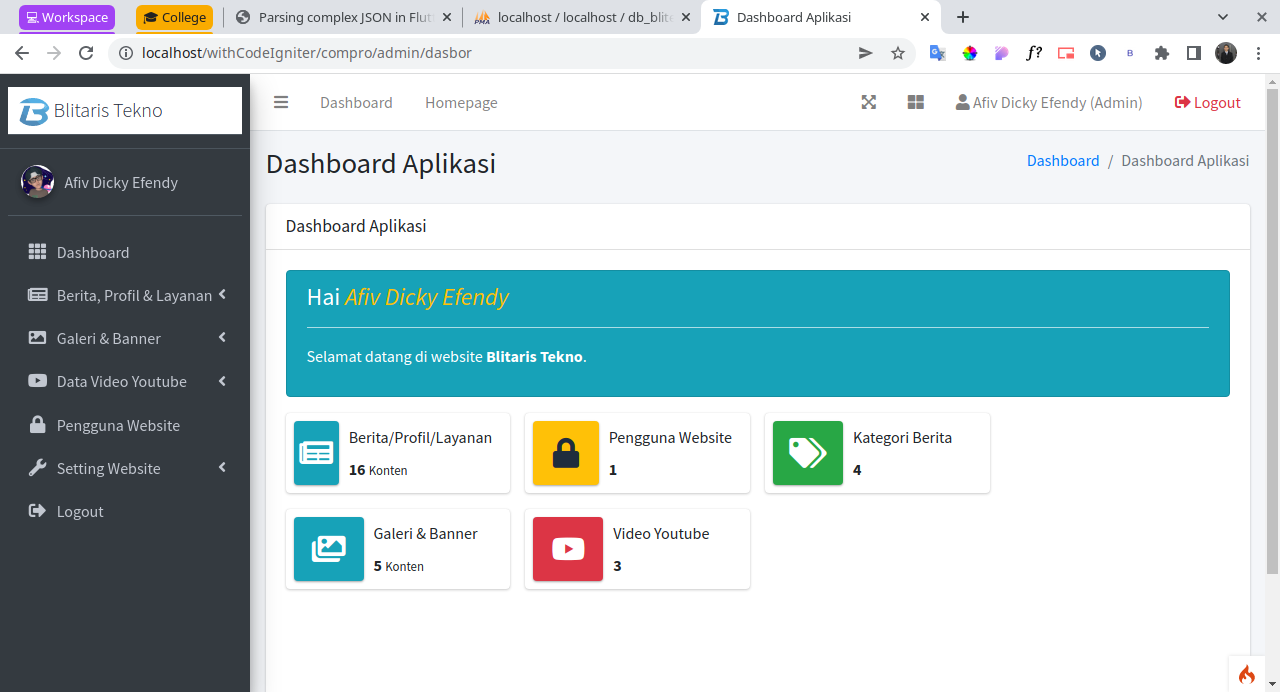 Workspace
College
Parsing complex JSON in Flut
localhost / localhost / db_blite
Dashboard Aplikasi
localhost/withCodeIgniter/compro/admin/dasbor
f?
B
Blitaris Tekno
Dashboard
Homepage
Afiv Dicky Efendy (Admin)
Logout
Afiv Dicky Efendy
Dashboard
Berita, Profil & Layanan
Galeri & Banner
Data Video Youtube
Pengguna Website
Setting Website
Logout
Dashboard Aplikasi
Dashboard / Dashboard Aplikasi
Dashboard Aplikasi
Hai Afiv Dicky Efendy
Selamat datang di website Blitaris Tekno.
Berita/Profil/Layanan
16 Konten
Pengguna Website
1
Kategori Berita
4
Galeri & Banner
5 Konten
Video Youtube
3